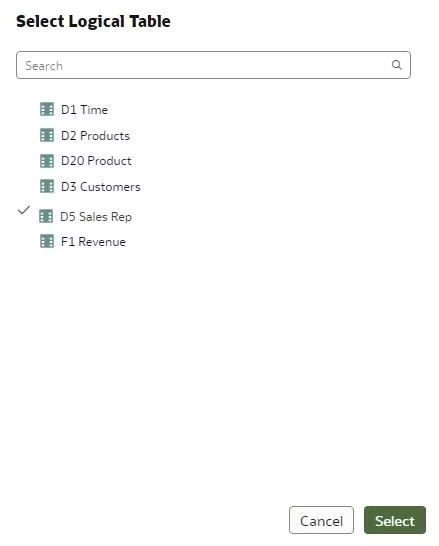 Select Logical Table
Search
D1 Time
D2 Products
D20 Product
D3 Customers
D5 Sales Rep
F1 Revenue
Cancel Select